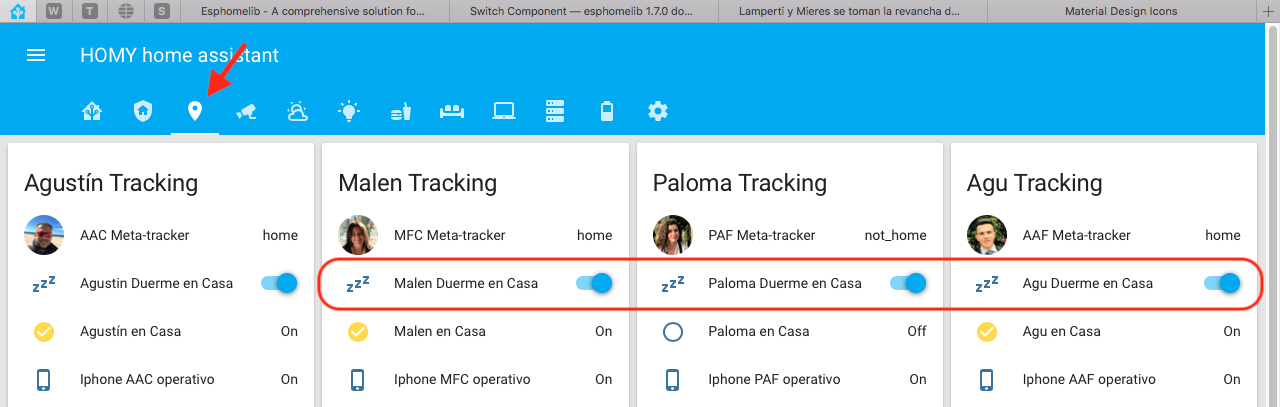 W
T
S
Esphomelib - A comprehensive solution fo...
Switch Component — esphomelib 1.7.0 do...
Lamperti y Mieres se toman la revancha d...
Material Design Icons
HOMY home assistant
Agustín Tracking
AAC Meta-tracker home
zzz Agustin Duerme en Casa
Agustín en Casa On
Iphone AAC operativo On
Malen Tracking
MFC Meta-tracker home
zzz Malen Duerme en Casa
Malen en Casa On
Iphone MFC operativo On
Paloma Tracking
PAF Meta-tracker not_home
zzz Paloma Duerme en Casa
Paloma en Casa Off
Iphone PAF operativo On
Agu Tracking
AAF Meta-tracker home
zzz Agu Duerme en Casa
Agu en Casa On
Iphone AAF operativo On